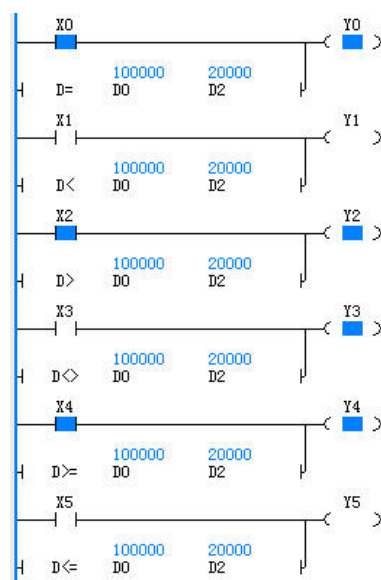 X0 Y0
100000 20000
D= D0 D2
X1 Y1
100000 20000
D< D0 D2
X2 Y2
100000 20000
D> D0 D2
X3 Y3
100000 20000
D<> D0 D2
X4 Y4
100000 20000
D>= D0 D2
X5 Y5
100000 20000
D<= D0 D2